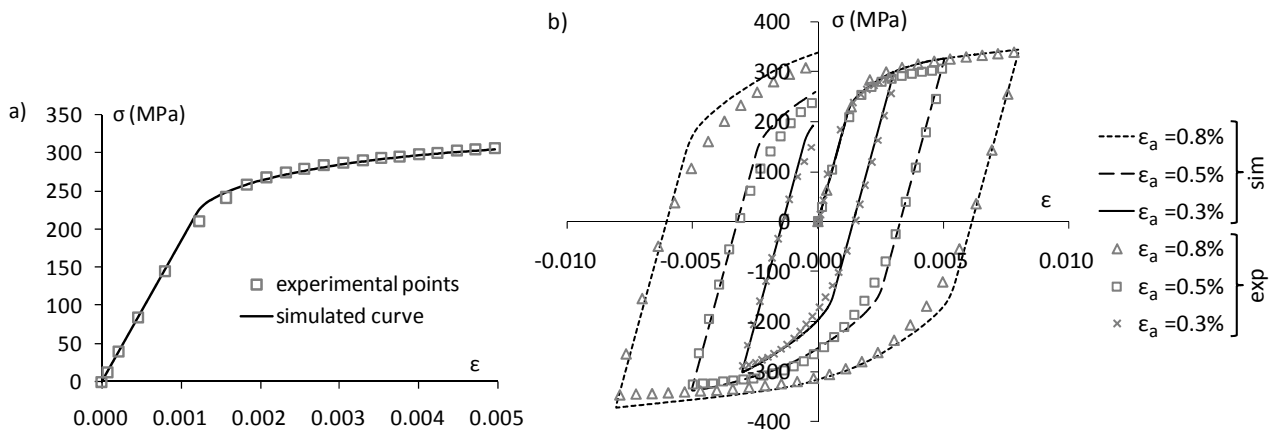 a)
σ (MPa)
350
300
250
200
150
100
50
0
0.000 0.001 0.002 0.003 0.004 0.005
ε
experimental points
simulated curve
b)
σ (MPa)
400
300
200
100
0
-100
-200
-300
-400
-0.010 -0.005 0.000 0.005 0.010
ε
εa =0.8%
εa =0.5%
εa =0.3%
sim
εa =0.8%
εa =0.5%
εa =0.3%
exp